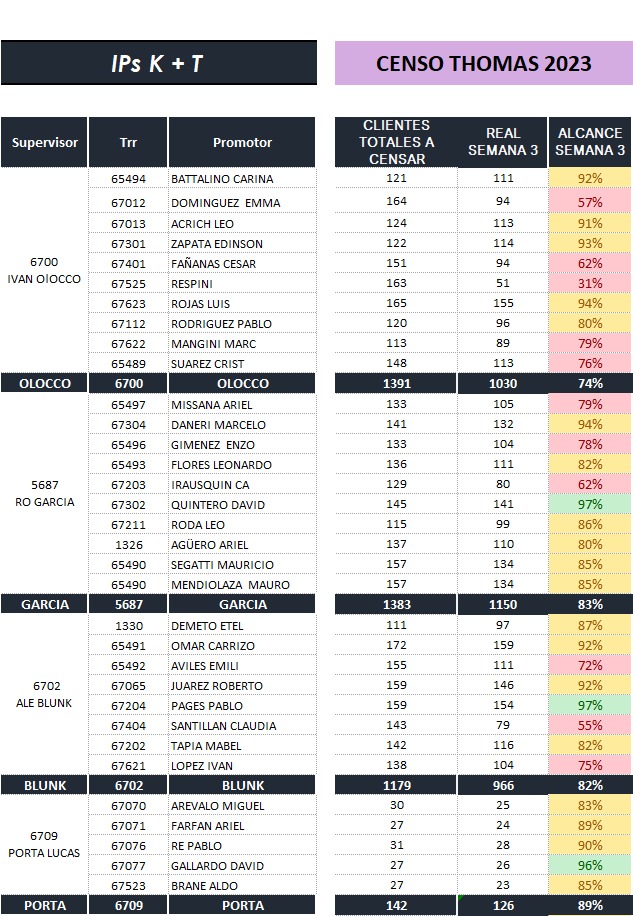 IPs K + T CENSO THOMAS 2023
Supervisor Trr Promotor CLIENTES TOTALES A CENSAR REAL SEMANA 3 ALCANCE SEMANA 3
6700 IVAN OlOCCO
65494 BATTALINO CARINA 121 111 92%
67012 DOMINGUEZ EMMA 164 94 57%
67013 ACRICH LEO 124 113 91%
67301 ZAPATA EDINSON 122 114 93%
67401 FAÑANAS CESAR 151 94 62%
67525 RESPINI 163 51 31%
67623 ROJAS LUIS 165 155 94%
67112 RODRIGUEZ PABLO 120 96 80%
67622 MANGINI MARC 113 89 79%
65489 SUAREZ CRIST 148 113 76%
OLOCCO 6700 OLOCCO 1391 1030 74%
5687 RO GARCIA
65497 MISSANA ARIEL 133 105 79%
67304 DANERI MARCELO 141 132 94%
65496 GIMENEZ ENZO 133 104 78%
65493 FLORES LEONARDO 136 111 82%
67203 IRAUSQUIN CA 129 80 62%
67302 QUINTERO DAVID 145 141 97%
67211 RODA LEO 115 99 86%
1326 AGÜERO ARIEL 137 110 80%
65490 SEGATTI MAURICIO 157 134 85%
65490 MENDIOLAZA MAURO 157 134 85%
GARCIA 5687 GARCIA 1383 1150 83%
6702 ALE BLUNK
1330 DEMETO ETEL 111 97 87%
65491 OMAR CARRIZO 172 159 92%
65492 AVILES EMILI 155 111 72%
67065 JUAREZ ROBERTO 159 146 92%
67204 PAGES PABLO 159 154 97%
67404 SANTILLAN CLAUDIA 143 79 55%
67202 TAPIA MABEL 142 116 82%
67621 LOPEZ IVAN 138 104 75%
BLUNK 6702 BLUNK 1179 966 82%
6709 PORTA LUCAS
67070 AREVALO MIGUEL 30 25 83%
67071 FARFAN ARIEL 27 24 89%
67076 RE PABLO 31 28 90%
67077 GALLARDO DAVID 27 26 96%
67523 BRANE ALDO 27 23 85%
PORTA 6709 PORTA 142 126 89%